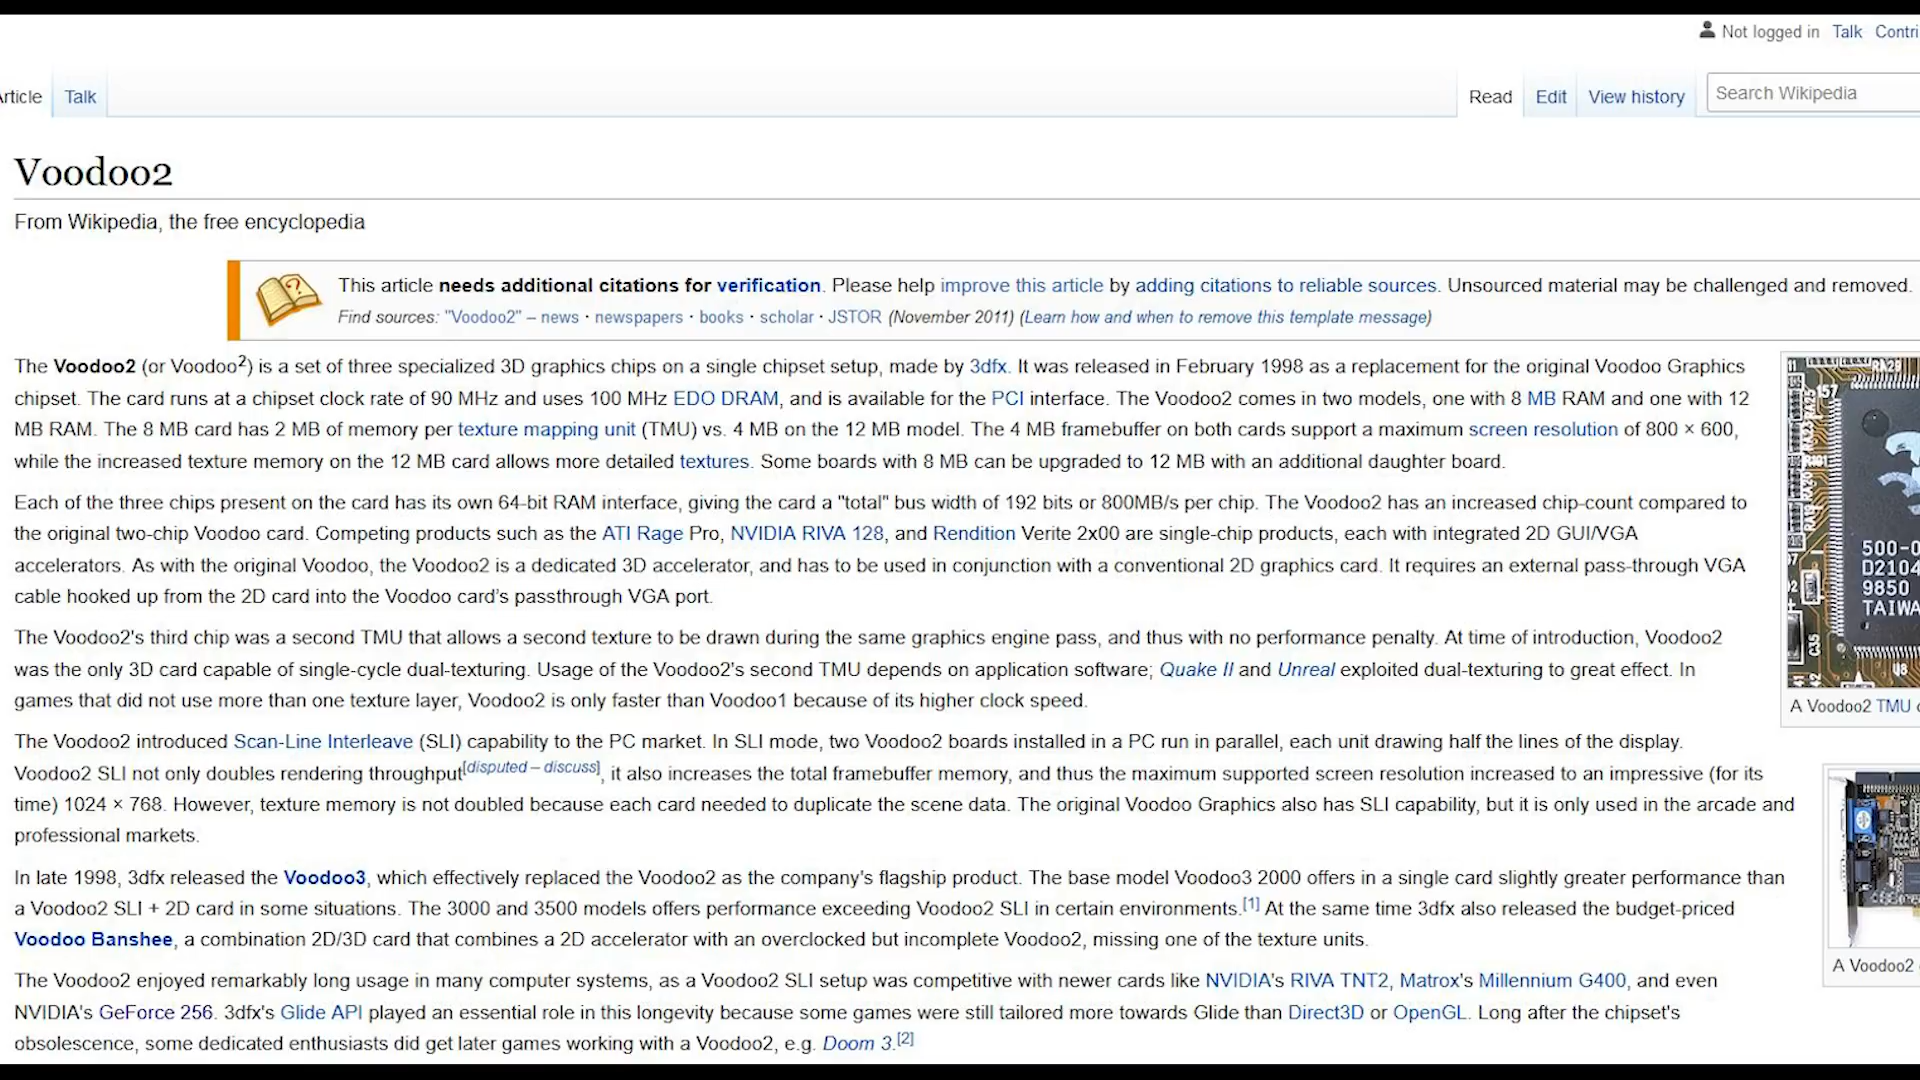 Not logged in Talk Contri
Article Talk Read Edit View history Search Wikipedia
Voodoo2
From Wikipedia, the free encyclopedia
This article needs additional citations for verification. Please help improve this article by adding citations to reliable sources. Unsourced material may be challenged and removed.
Find sources: "Voodoo2" – news · newspapers · books · scholar · JSTOR (November 2011) (Learn how and when to remove this template message)
The Voodoo2 (or Voodoo²) is a set of three specialized 3D graphics chips on a single chipset setup, made by 3dfx. It was released in February 1998 as a replacement for the original Voodoo Graphics
chipset. The card runs at a chipset clock rate of 90 MHz and uses 100 MHz EDO DRAM, and is available for the PCI interface. The Voodoo2 comes in two models, one with 8 MB RAM and one with 12
MB RAM. The 8 MB card has 2 MB of memory per texture mapping unit (TMU) vs. 4 MB on the 12 MB model. The 4 MB framebuffer on both cards support a maximum screen resolution of 800 × 600,
while the increased texture memory on the 12 MB card allows more detailed textures. Some boards with 8 MB can be upgraded to 12 MB with an additional daughter board.
Each of the three chips present on the card has its own 64-bit RAM interface, giving the card a "total" bus width of 192 bits or 800MB/s per chip. The Voodoo2 has an increased chip-count compared to
the original two-chip Voodoo card. Competing products such as the ATI Rage Pro, NVIDIA RIVA 128, and Rendition Verite 2x00 are single-chip products, each with integrated 2D GUI/VGA
accelerators. As with the original Voodoo, the Voodoo2 is a dedicated 3D accelerator, and has to be used in conjunction with a conventional 2D graphics card. It requires an external pass-through VGA
cable hooked up from the 2D card into the Voodoo card's passthrough VGA port.
The Voodoo2's third chip was a second TMU that allows a second texture to be drawn during the same graphics engine pass, and thus with no performance penalty. At time of introduction, Voodoo2
was the only 3D card capable of single-cycle dual-texturing. Usage of the Voodoo2's second TMU depends on application software; Quake II and Unreal exploited dual-texturing to great effect. In
games that did not use more than one texture layer, Voodoo2 is only faster than Voodoo1 because of its higher clock speed.
The Voodoo2 introduced Scan-Line Interleave (SLI) capability to the PC market. In SLI mode, two Voodoo2 boards installed in a PC run in parallel, each unit drawing half the lines of the display.
Voodoo2 SLI not only doubles rendering throughput[disputed – discuss], it also increases the total framebuffer memory, and thus the maximum supported screen resolution increased to an impressive (for its
time) 1024 × 768. However, texture memory is not doubled because each card needed to duplicate the scene data. The original Voodoo Graphics also has SLI capability, but it is only used in the arcade and
professional markets.
In late 1998, 3dfx released the Voodoo3, which effectively replaced the Voodoo2 as the company's flagship product. The base model Voodoo3 2000 offers in a single card slightly greater performance than
a Voodoo2 SLI + 2D card in some situations. The 3000 and 3500 models offers performance exceeding Voodoo2 SLI in certain environments.[1] At the same time 3dfx also released the budget-priced
Voodoo Banshee, a combination 2D/3D card that combines a 2D accelerator with an overclocked but incomplete Voodoo2, missing one of the texture units.
The Voodoo2 enjoyed remarkably long usage in many computer systems, as a Voodoo2 SLI setup was competitive with newer cards like NVIDIA's RIVA TNT2, Matrox's Millennium G400, and even
NVIDIA's GeForce 256. 3dfx's Glide API played an essential role in this longevity because some games were still tailored more towards Glide than Direct3D or OpenGL. Long after the chipset's
obsolescence, some dedicated enthusiasts did get later games working with a Voodoo2, e.g. Doom 3.[2]
500-0
D2104
9850
TAIWA
U8
C35
A Voodoo2 TMU
A Voodoo2